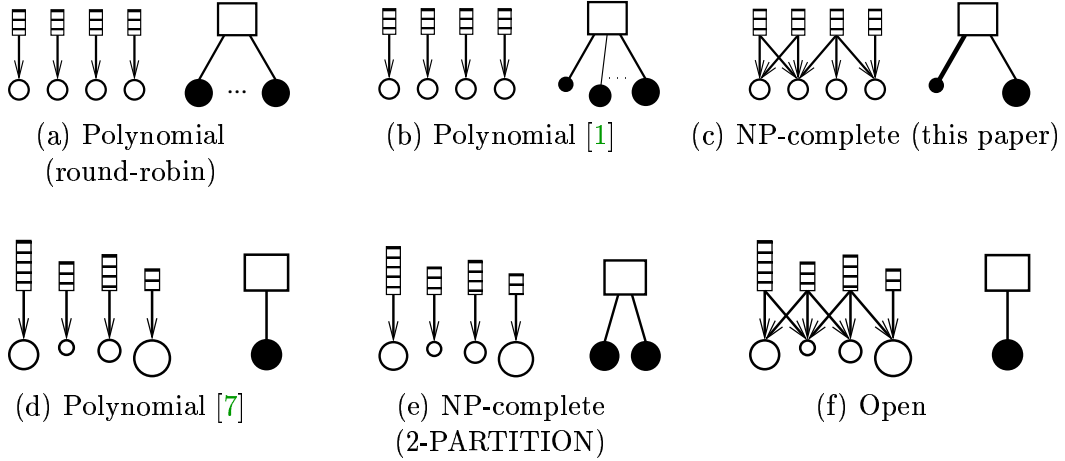 ...
...
(a) Polynomial
(round-robin)
(b) Polynomial [1]
(c) NP-complete (this paper)
(d) Polynomial [7]
(e) NP-complete
(2-PARTITION)
(f) Open